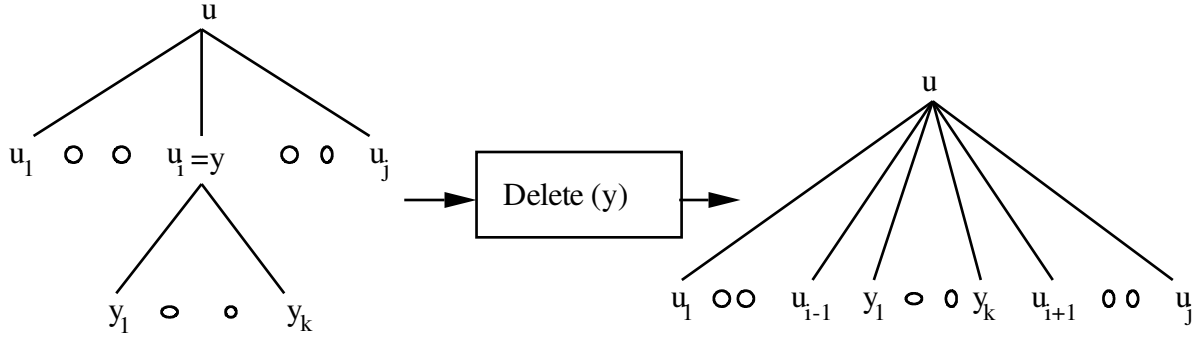 u
u
u1 ui=y uj
Delete (y)
y1 yk
u1 ui-1 y1 yk ui+1 uj